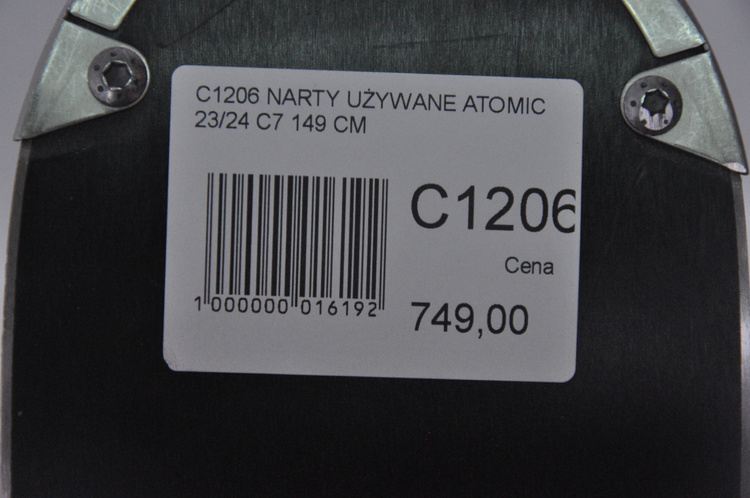 C1206 NARTY UŻYWANE ATOMIC
23/24 C7 149 CM
C1206
Cena
749,00
1 000000 016192